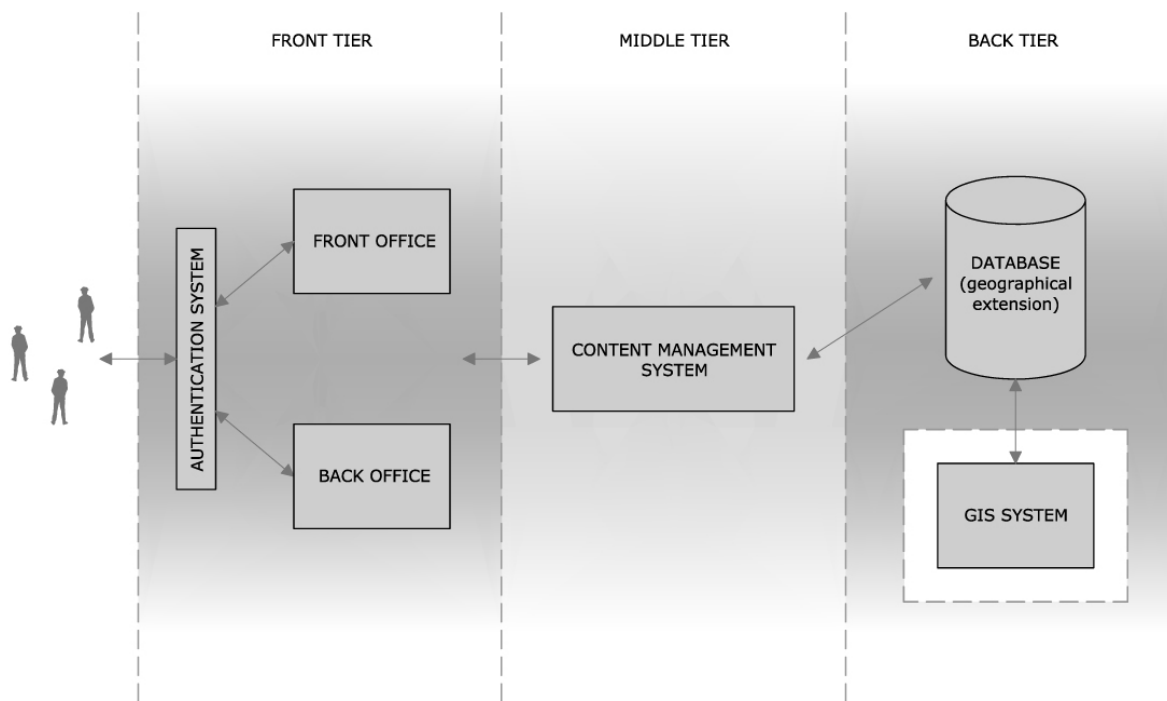 FRONT TIER
MIDDLE TIER
BACK TIER
AUTHENTICATION SYSTEM
FRONT OFFICE
BACK OFFICE
CONTENT MANAGEMENT
SYSTEM
DATABASE
(geographical
extension)
GIS SYSTEM